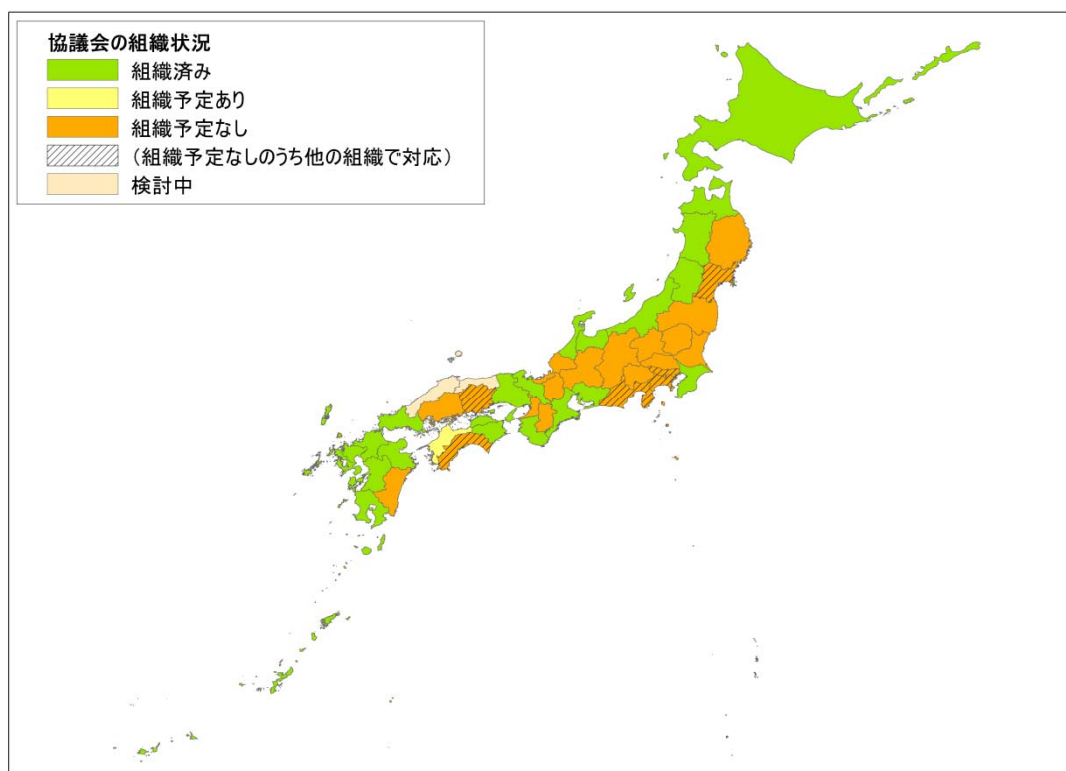 協議会の組織状況
組織済み
組織予定あり
組織予定なし
（組織予定なしのうち他の組織で対応）
検討中